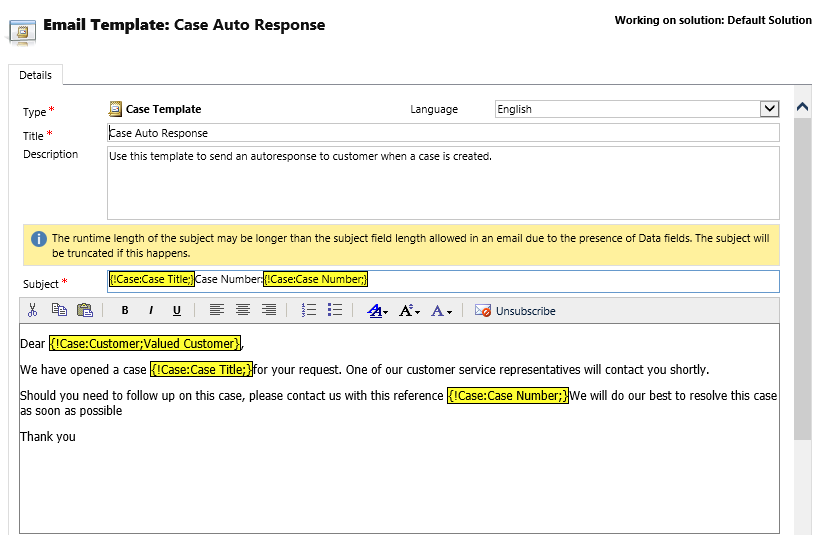 Email Template: Case Auto Response
Working on solution: Default Solution
Details
Type *
Case Template
Language
English
Title *
Case Auto Response
Description
Use this template to send an autoresponse to customer when a case is created.
The runtime length of the subject may be longer than the subject field length allowed in an email due to the presence of Data fields. The subject will
be truncated if this happens.
Subject *
{!Case:Case Title;}Case Number:{!Case:Case Number;}
B I U A A A Unsubscribe
Dear {!Case:Customer;Valued Customer},
We have opened a case {!Case:Case Title;}for your request. One of our customer service representatives will contact you shortly.
Should you need to follow up on this case, please contact us with this reference {!Case:Case Number;}We will do our best to resolve this case
as soon as possible
Thank you